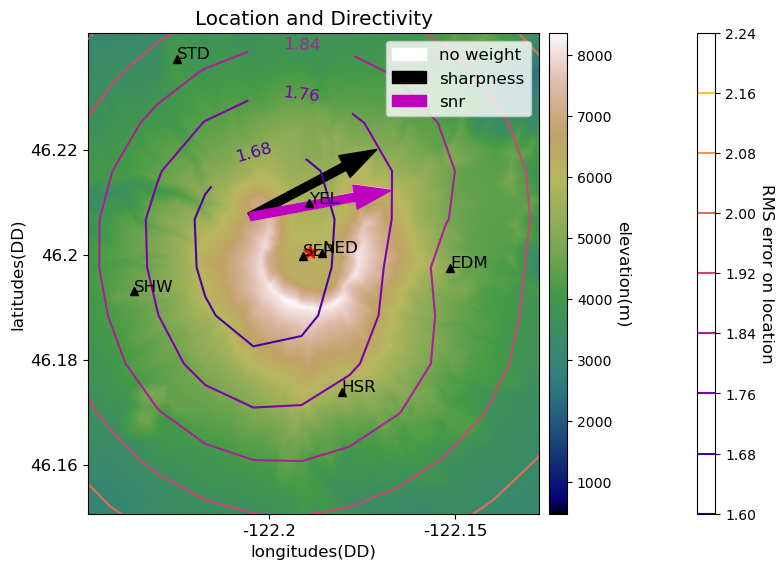 Location and Directivity
no weight
sharpness
snr
1.84
1.76
1.68
STD
YEL
NED
EDM
SHW
HSR
46.22
46.2
46.18
46.16
latitudes(DD)
-122.2
-122.15
longitudes(DD)
8000
7000
6000
5000
4000
3000
2000
1000
elevation(m)
2.24
2.16
2.08
2.00
1.92
1.84
1.76
1.68
1.60
RMS error on location